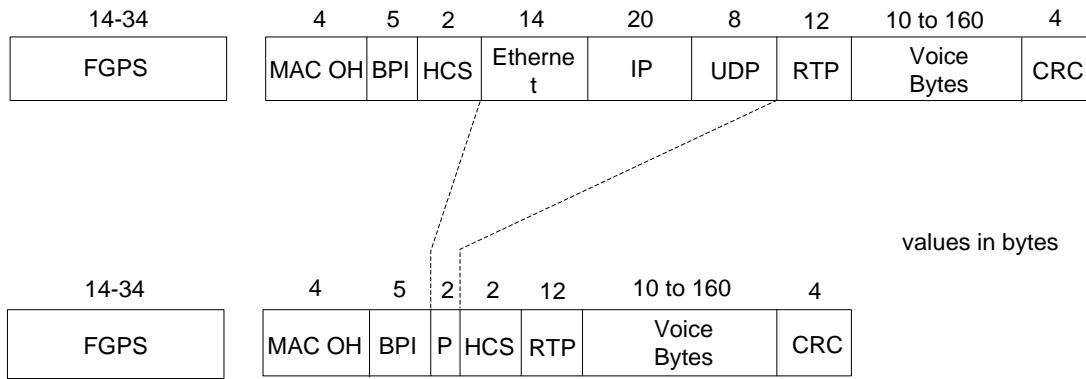 14-34 4 5 2 14 20 8 12 10 to 160 4
FGPS MAC OH BPI HCS Etherne
t IP UDP RTP Voice
Bytes CRC
values in bytes
14-34 4 5 2 2 12 10 to 160 4
FGPS MAC OH BPI P HCS RTP Voice
Bytes CRC